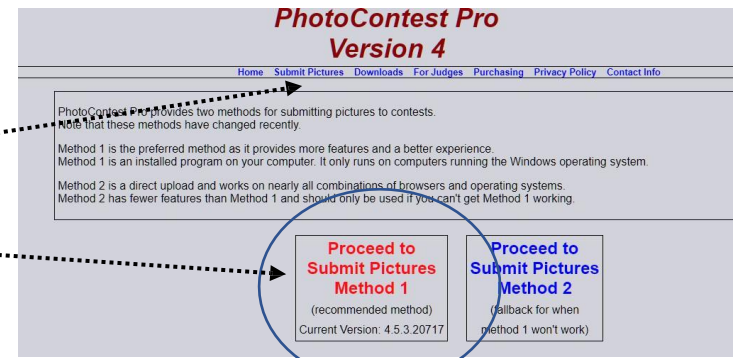 PhotoContest Pro
Version 4
Home Submit Pictures Downloads For Judges Purchasing Privacy Policy Contact Info
PhotoContest Pro provides two methods for submitting pictures to contests.
Note that these methods have changed recently.
Method 1 is the preferred method as it provides more features and a better experience.
Method 1 is an installed program on your computer. It only runs on computers running the Windows operating system.
Method 2 is a direct upload and works on nearly all combinations of browsers and operating systems.
Method 2 has fewer features than Method 1 and should only be used if you can't get Method 1 working.
Proceed to
Submit Pictures
Method 1
(recommended method)
Current Version: 4.5.3.20717
Proceed to
Submit Pictures
Method 2
(fallback for when
method 1 won't work)